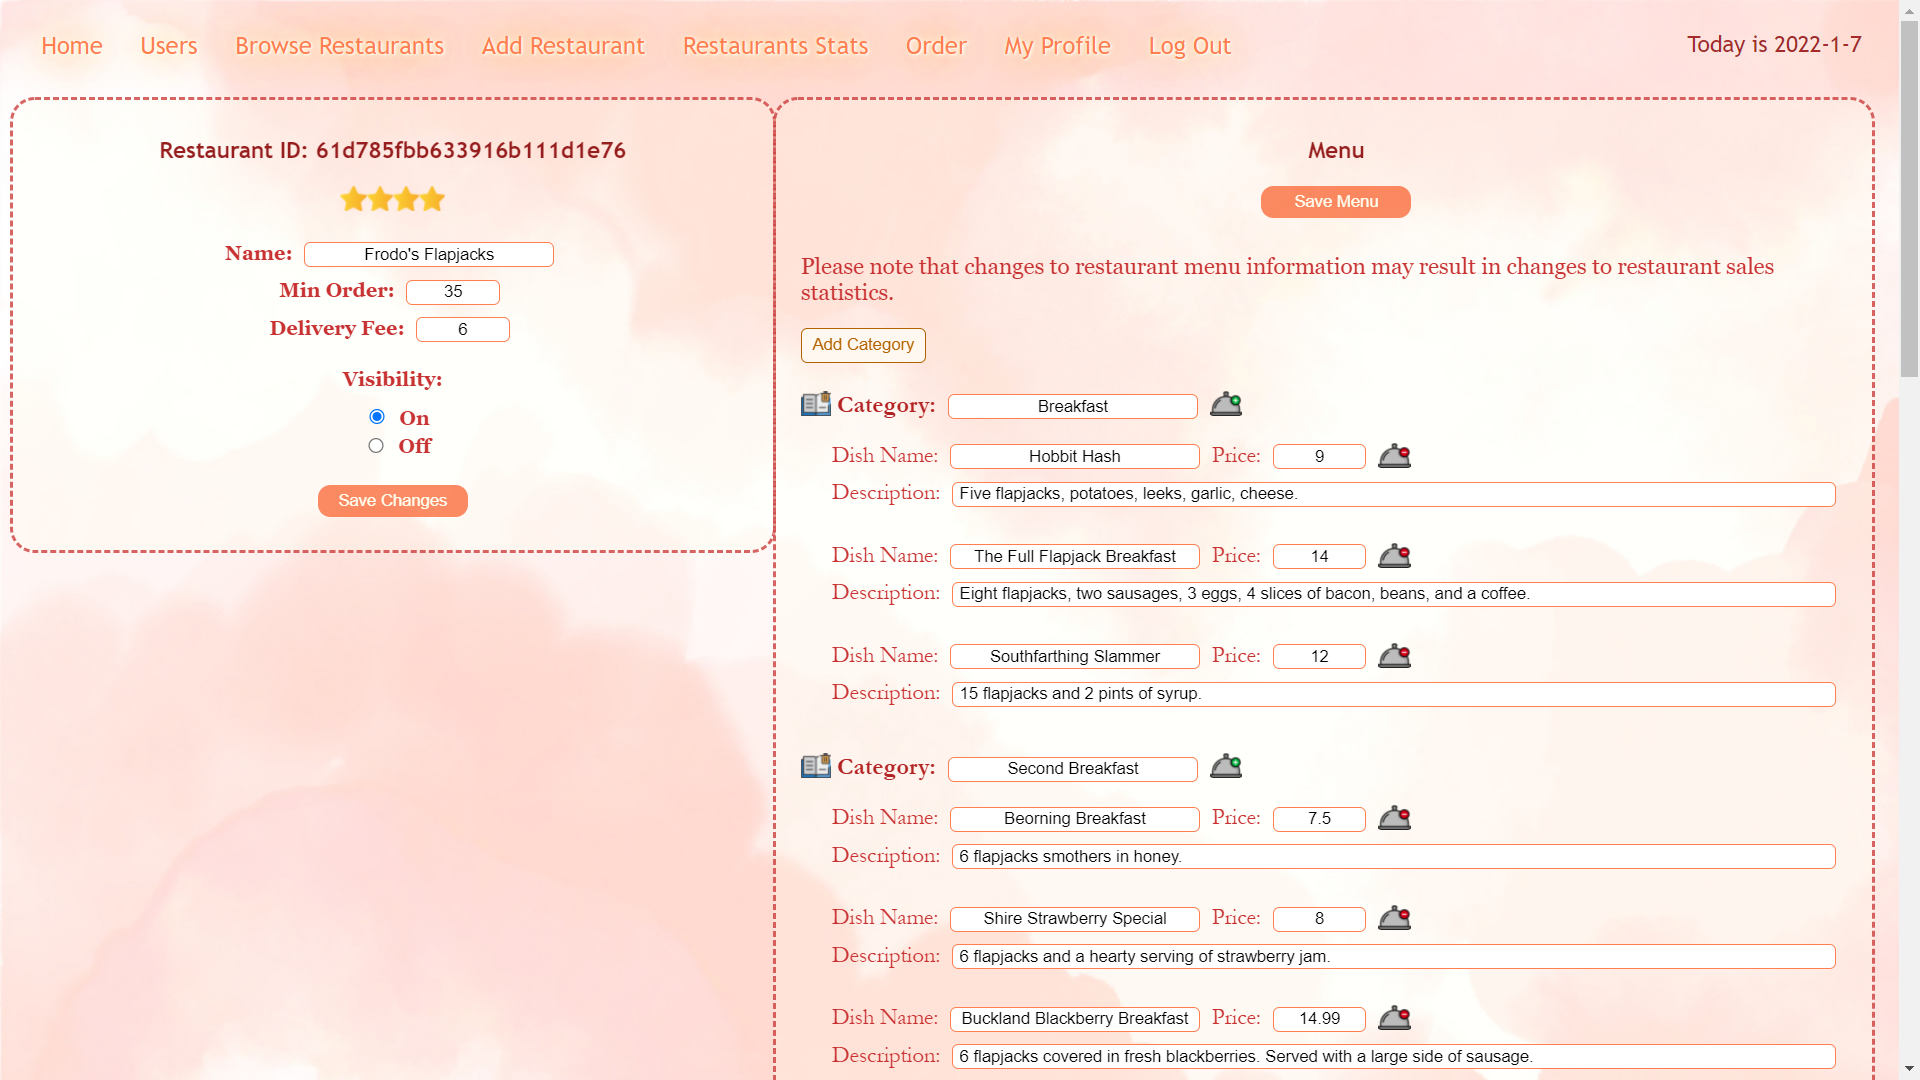 Home Users Browse Restaurants Add Restaurant Restaurants Stats Order My Profile Log Out Today is 2022-1-7
Restaurant ID: 61d785fbb633916b111d1e76
Name: Frodo's Flapjacks
Min Order: 35
Delivery Fee: 6
Visibility:
On
Off
Save Changes
Menu
Save Menu
Please note that changes to restaurant menu information may result in changes to restaurant sales
statistics.
Add Category
Category: Breakfast
Dish Name: Hobbit Hash Price: 9
Description: Five flapjacks, potatoes, leeks, garlic, cheese.
Dish Name: The Full Flapjack Breakfast Price: 14
Description: Eight flapjacks, two sausages, 3 eggs, 4 slices of bacon, beans, and a coffee.
Dish Name: Southfarthing Slammer Price: 12
Description: 15 flapjacks and 2 pints of syrup.
Category: Second Breakfast
Dish Name: Beorning Breakfast Price: 7.5
Description: 6 flapjacks smothers in honey.
Dish Name: Shire Strawberry Special Price: 8
Description: 6 flapjacks and a hearty serving of strawberry jam.
Dish Name: Buckland Blackberry Breakfast Price: 14.99
Description: 6 flapjacks covered in fresh blackberries. Served with a large side of sausage.